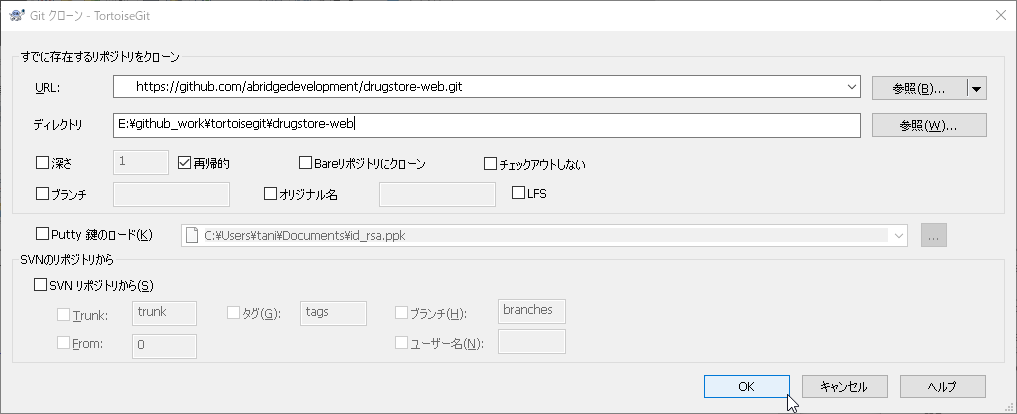 Git クローン - TortoiseGit
すでに存在するリポジトリをクローン
URL: https://github.com/abridgedevelopment/drugstore-web.git 参照(B)...
ディレクトリ E:¥github_work¥tortoisegit¥drugstore-web 参照(W)...
深さ 1 再帰的 Bareリポジトリにクローン チェックアウトしない
ブランチ オリジナル名 LFS
Putty 鍵のロード(K) C:¥Users¥tani¥Documents¥id_rsa.ppk ...
SVNのリポジトリから
SVN リポジトリから(S)
Trunk: trunk タグ(G): tags ブランチ(H): branches
From: 0 ユーザー名(N):
OK キャンセル ヘルプ